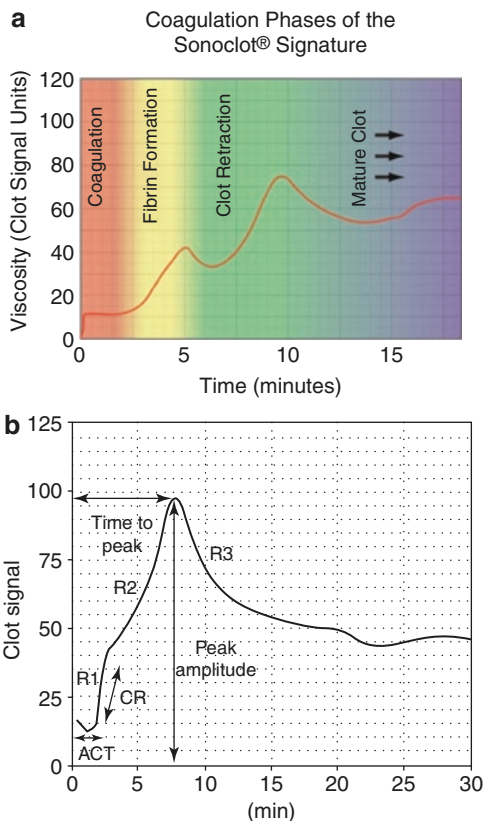 a
Coagulation Phases of the
Sonoclot® Signature
Viscosity (Clot Signal Units)
120
100
80
60
40
20
0
Coagulation
Fibrin Formation
Clot Retraction
Mature Clot
0 5 10 15
Time (minutes)
b
Clot signal
125
100
75
50
25
0
Time to
peak
R3
R2
Peak
amplitude
R1
CR
ACT
0 5 10 15 20 25 30
(min)